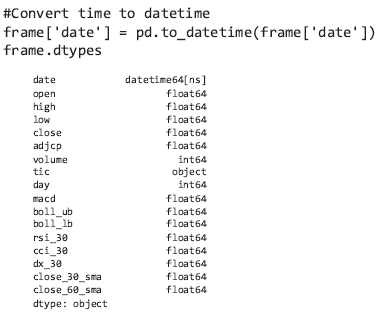 #Convert time to datetime
frame['date'] = pd.to_datetime(frame['date'])
frame.dtypes
date datetime64[ns]
open float64
high float64
low float64
close float64
adjcp float64
volume int64
tic object
day int64
macd float64
boll_ub float64
boll_lb float64
rsi_30 float64
cci_30 float64
dx_30 float64
close_30_sma float64
close_60_sma float64
dtype: object